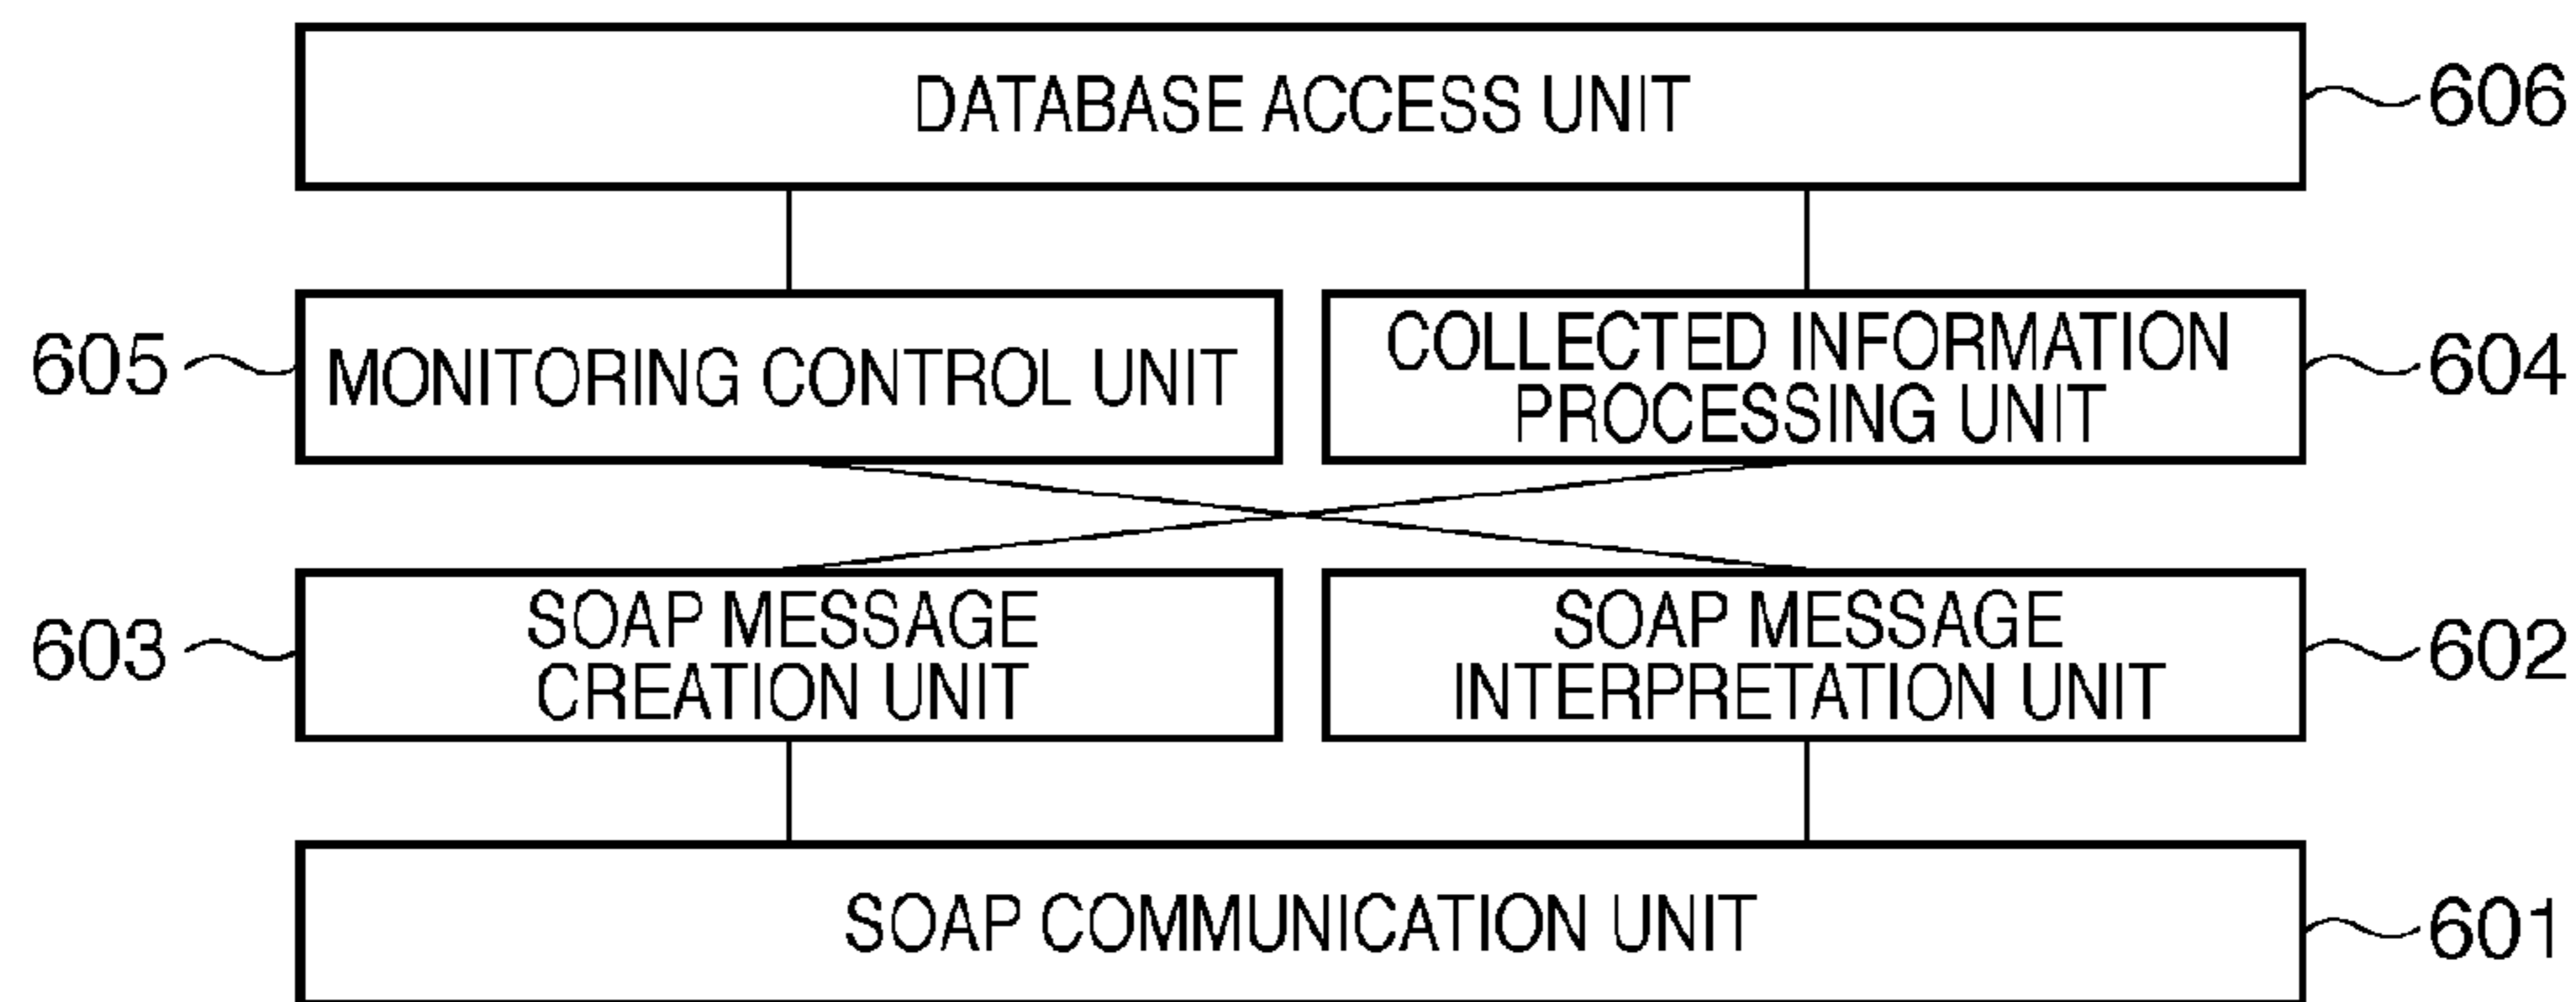 DATABASE ACCESS UNIT
606
605
MONITORING CONTROL UNIT
COLLECTED INFORMATION
PROCESSING UNIT
604
603
SOAP MESSAGE
CREATION UNIT
SOAP MESSAGE
INTERPRETATION UNIT
602
SOAP COMMUNICATION UNIT
601